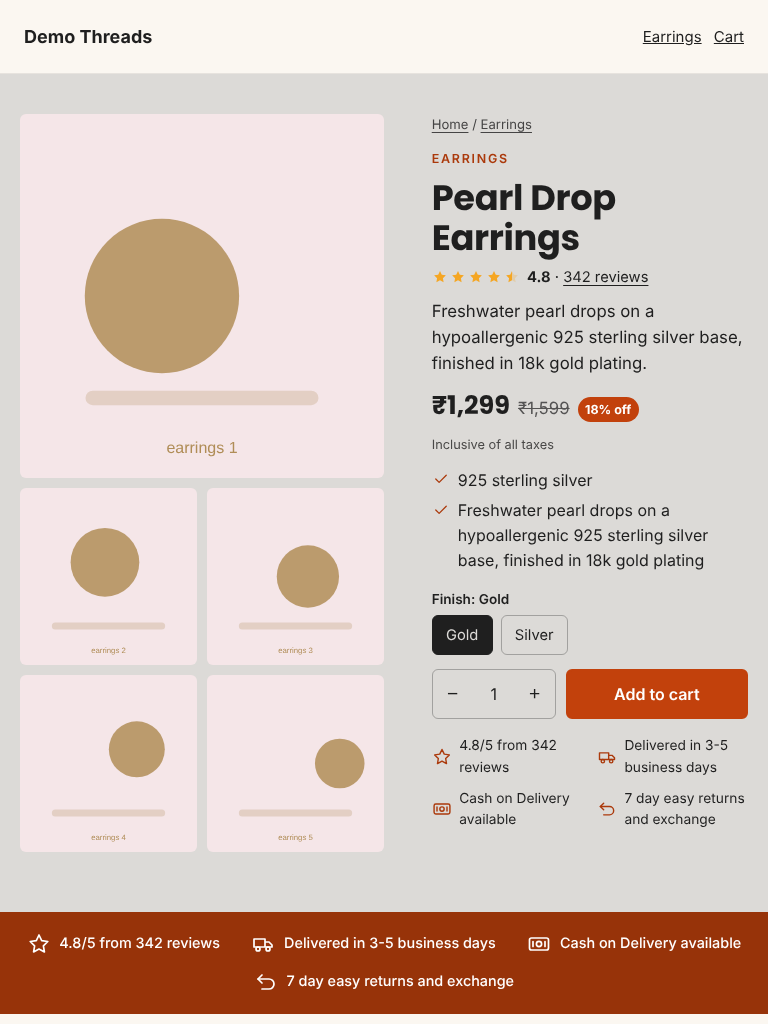 Demo Threads
Earrings Cart
earrings 1
earrings 2
earrings 3
earrings 4
earrings 5
Home / Earrings
EARRINGS
Pearl Drop
Earrings
4.8 · 342 reviews
Freshwater pearl drops on a
hypoallergenic 925 sterling silver base,
finished in 18k gold plating.
₹1,299 ₹1,599 18% off
Inclusive of all taxes
925 sterling silver
Freshwater pearl drops on a
hypoallergenic 925 sterling silver
base, finished in 18k gold plating
Finish: Gold
Gold Silver
− 1 + Add to cart
4.8/5 from 342
reviews
Delivered in 3-5
business days
Cash on Delivery
available
7 day easy returns
and exchange
4.8/5 from 342 reviews
Delivered in 3-5 business days
Cash on Delivery available
7 day easy returns and exchange